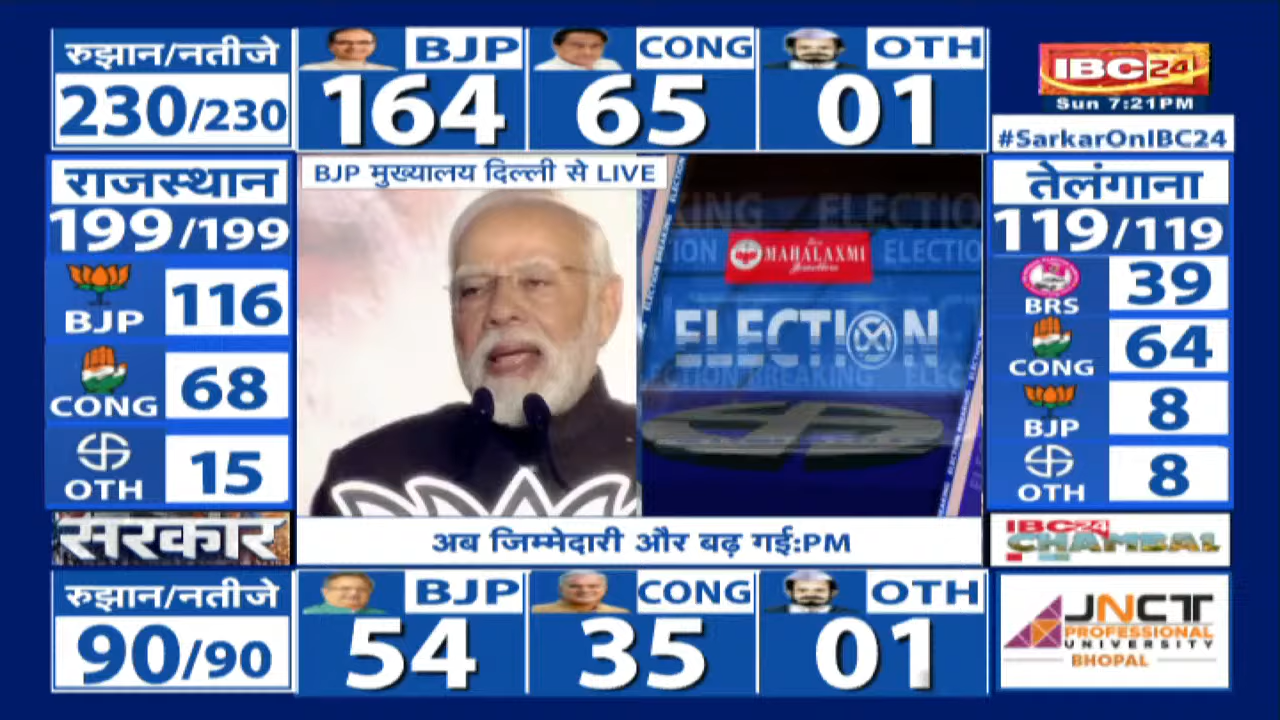 रुझान/नतीजे
230/230
BJP
164
CONG
65
OTH
01
IBC24
Sun 7:21PM
#SarkarOnIBC24
राजस्थान
199/199
BJP
116
CONG
68
OTH
15
सरकार
BJP मुख्यालय दिल्ली से LIVE
ELECTION
MAHALAXMI
Jewellers
ELECTION
ELECTION
अब जिम्मेदारी और बढ़ गई:PM
तेलंगाना
119/119
BRS
39
CONG
64
BJP
8
OTH
8
IBC24
CHAMBAL
रुझान/नतीजे
90/90
BJP
54
CONG
35
OTH
01
JNCT
PROFESSIONAL
UNIVERSITY
BHOPAL